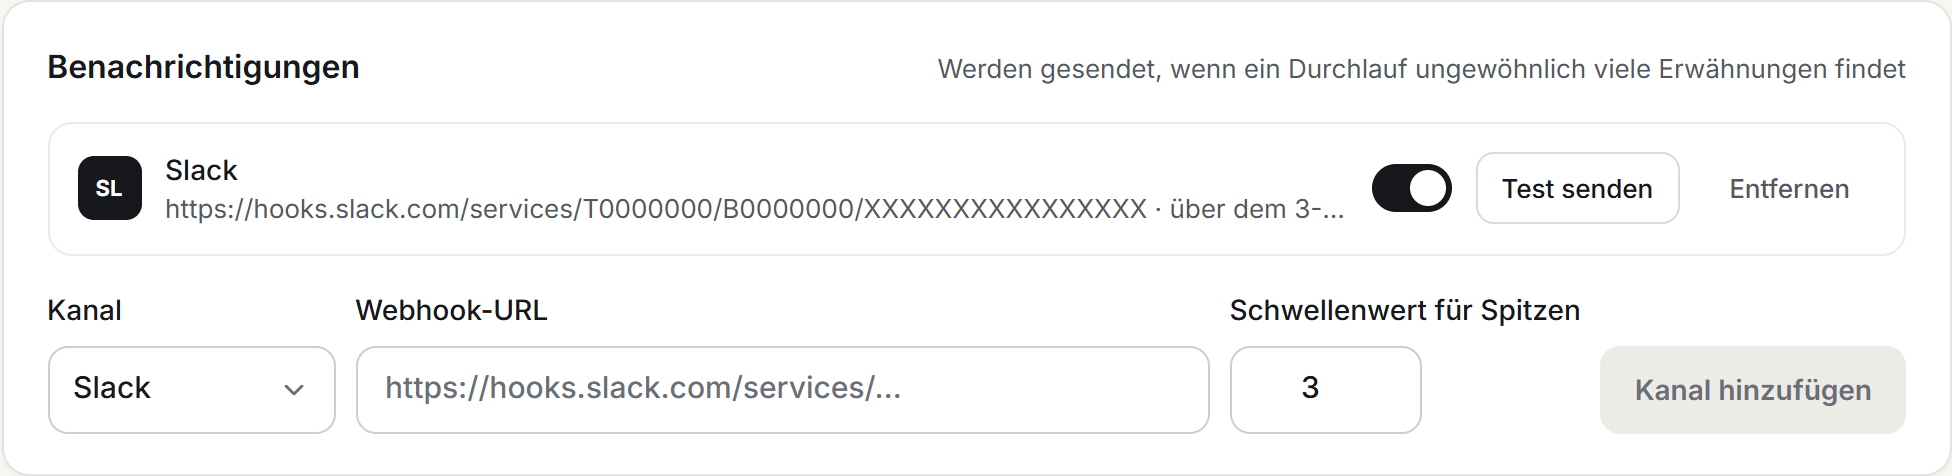 Benachrichtigungen
Werden gesendet, wenn ein Durchlauf ungewöhnlich viele Erwähnungen findet
SL
Slack
https://hooks.slack.com/services/T0000000/B0000000/XXXXXXXXXXXXXXXX · über dem 3-...
Test senden
Entfernen
Kanal
Webhook-URL
Schwellenwert für Spitzen
Slack
https://hooks.slack.com/services/...
3
Kanal hinzufügen